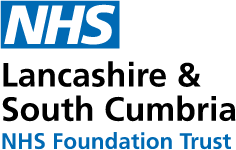 NHS
Lancashire &
South Cumbria
NHS Foundation Trust